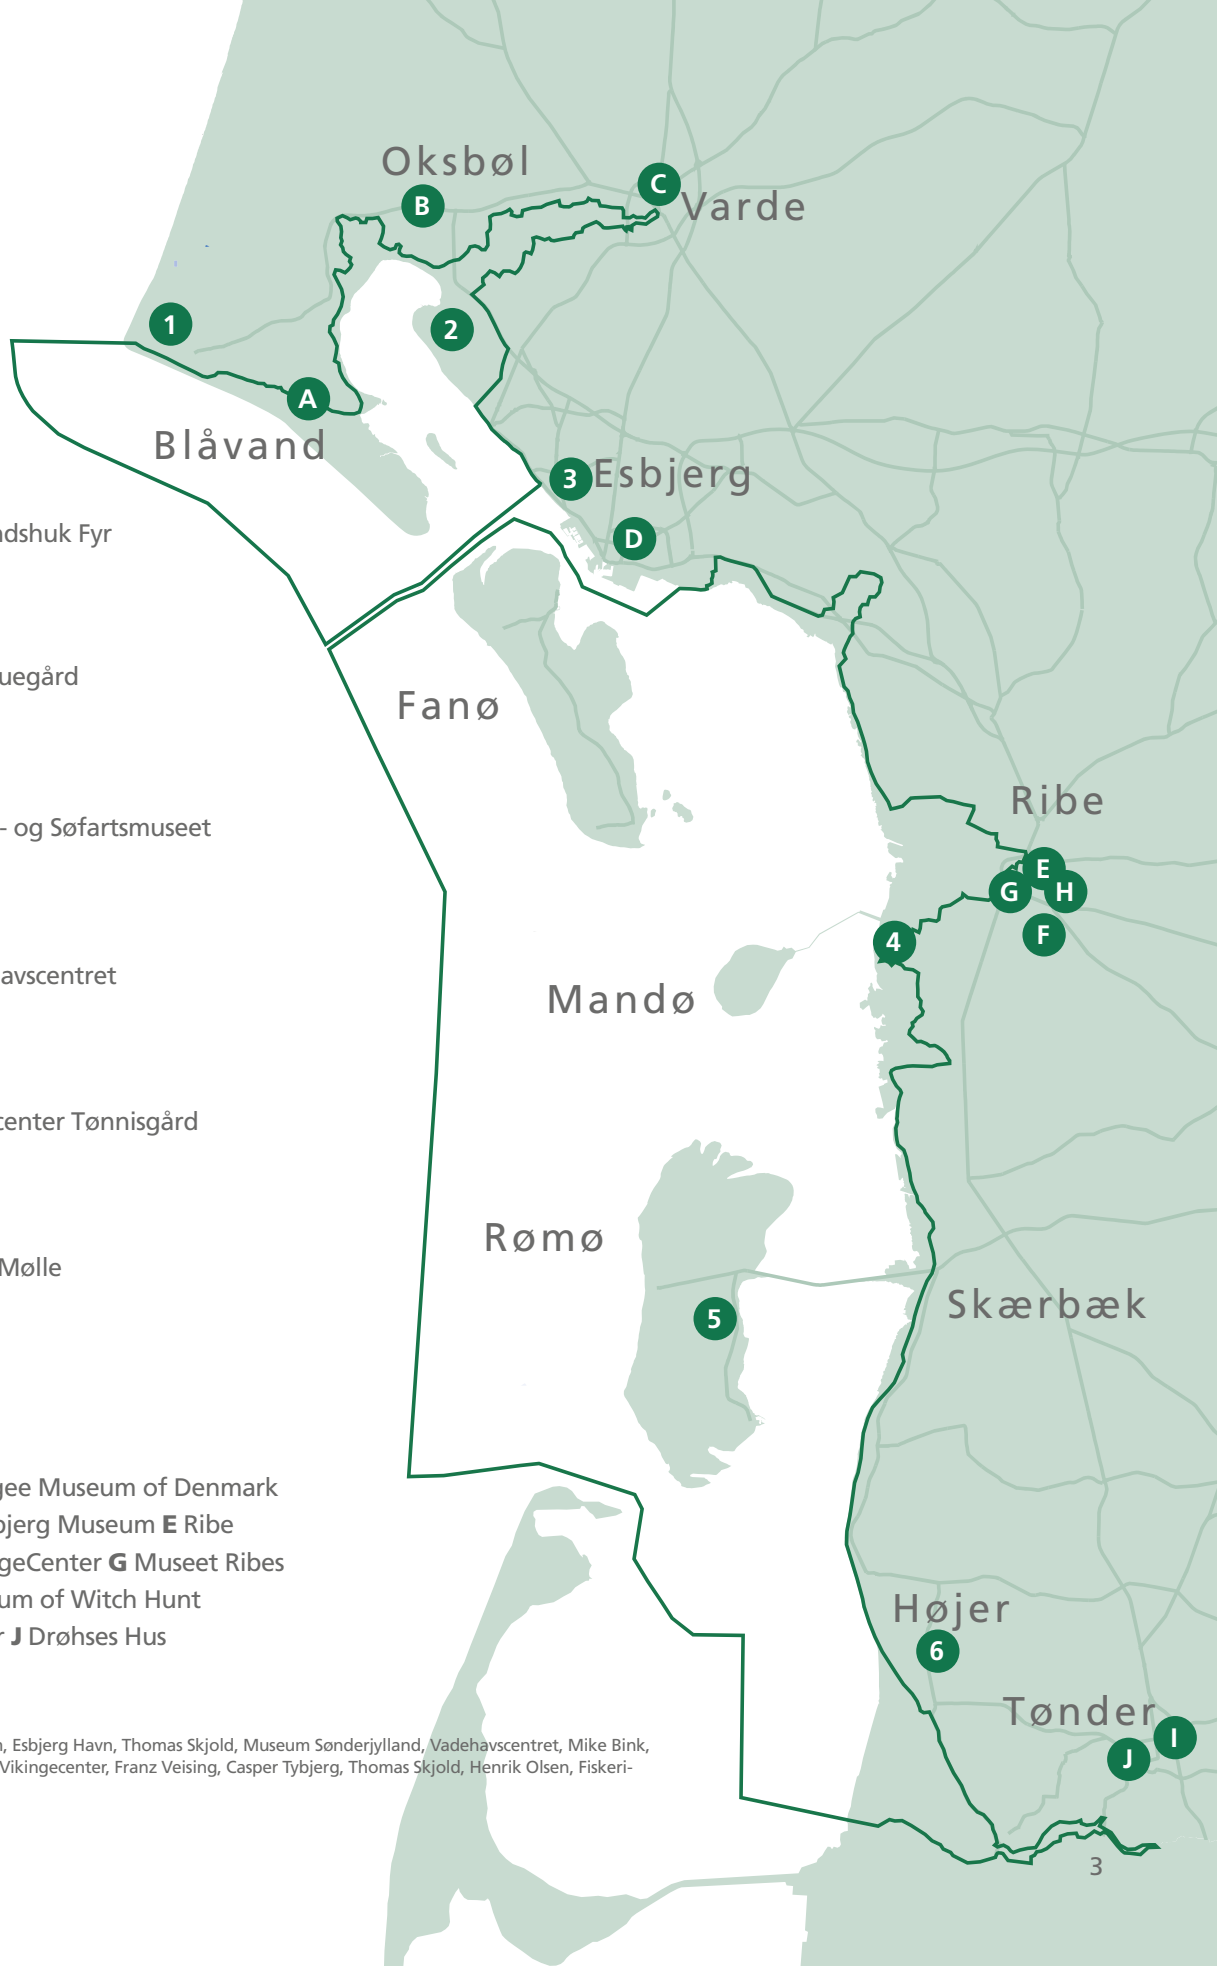 Oksbøl
C
B
Varde
1
2
A
Blåvand
3 Esbjerg
D
ndshuk Fyr
uegård
Fanø
Ribe
- og Søfartsmuseet
E
G H
F
4
avscentret
Mandø
center Tønnisgård
Rømø
Mølle
Skærbæk
5
gee Museum of Denmark
bjerg Museum E Ribe
geCenter G Museet Ribes
um of Witch Hunt
r J Drøhses Hus
Højer
6
Tønder
I
J
n, Esbjerg Havn, Thomas Skjold, Museum Sønderjylland, Vadehavscentret, Mike Bink,
Vikingecenter, Franz Veising, Casper Tybjerg, Thomas Skjold, Henrik Olsen, Fiskeri-
3